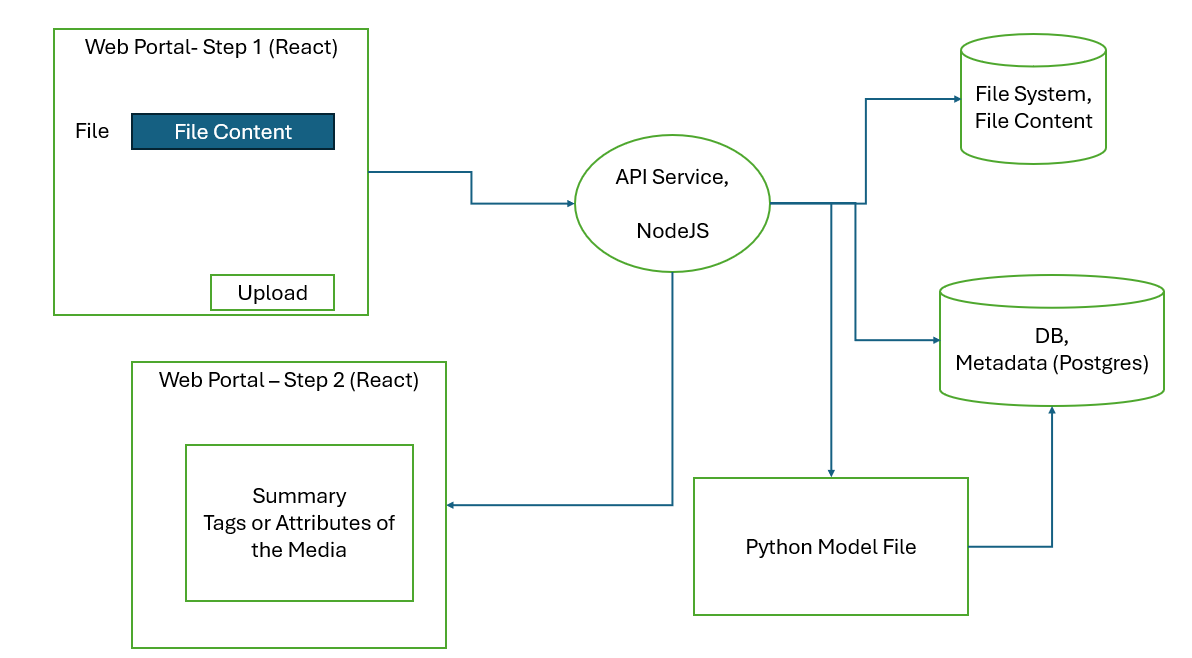 Web Portal- Step 1 (React)
File
File Content
Upload
API Service,
NodeJS
File System,
File Content
DB,
Metadata (Postgres)
Web Portal – Step 2 (React)
Summary
Tags or Attributes of
the Media
Python Model File